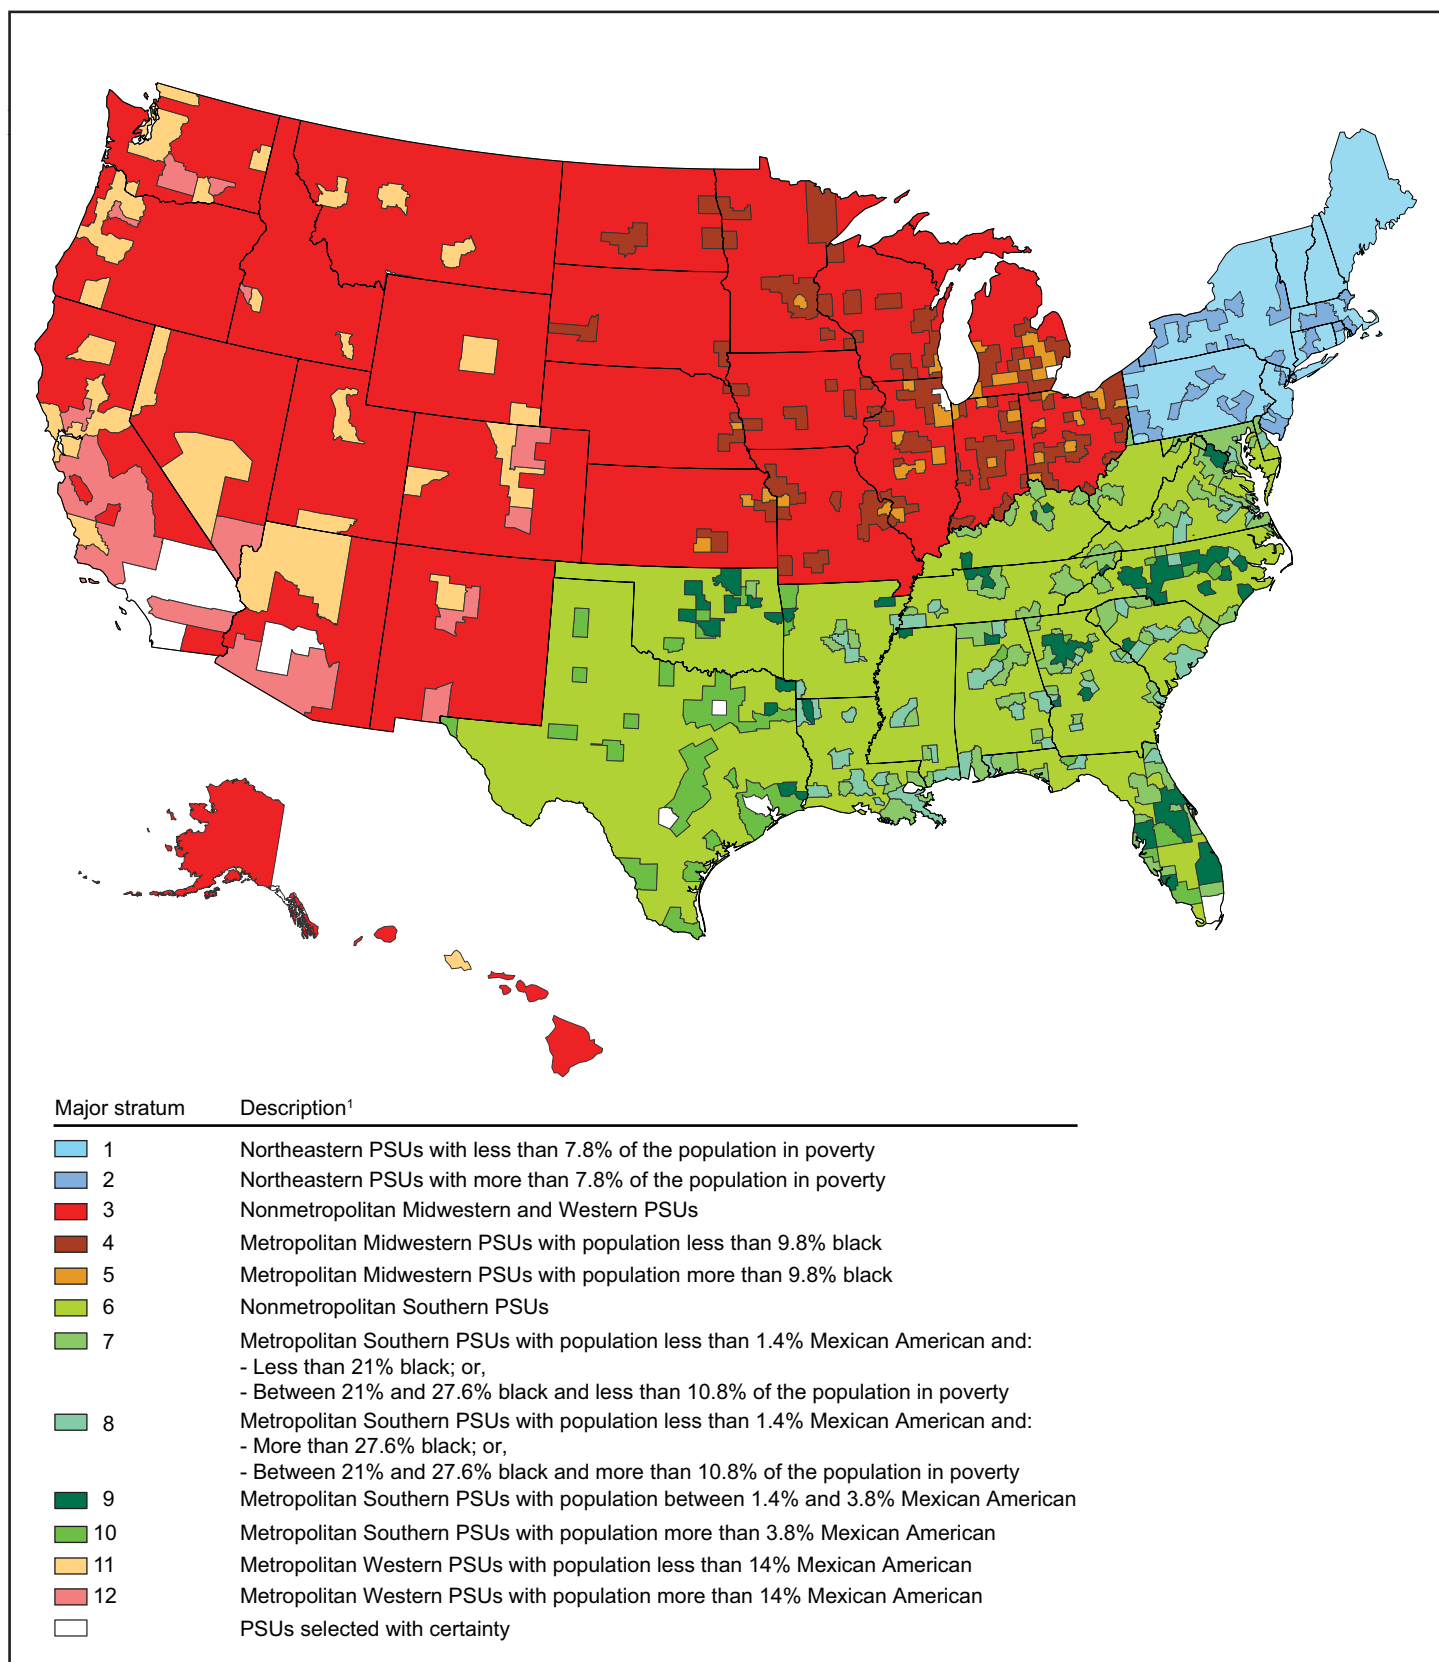 Major stratum Description¹
1 Northeastern PSUs with less than 7.8% of the population in poverty
2 Northeastern PSUs with more than 7.8% of the population in poverty
3 Nonmetropolitan Midwestern and Western PSUs
4 Metropolitan Midwestern PSUs with population less than 9.8% black
5 Metropolitan Midwestern PSUs with population more than 9.8% black
6 Nonmetropolitan Southern PSUs
7 Metropolitan Southern PSUs with population less than 1.4% Mexican American and:
- Less than 21% black; or,
- Between 21% and 27.6% black and less than 10.8% of the population in poverty
8 Metropolitan Southern PSUs with population less than 1.4% Mexican American and:
- More than 27.6% black; or,
- Between 21% and 27.6% black and more than 10.8% of the population in poverty
9 Metropolitan Southern PSUs with population between 1.4% and 3.8% Mexican American
10 Metropolitan Southern PSUs with population more than 3.8% Mexican American
11 Metropolitan Western PSUs with population less than 14% Mexican American
12 Metropolitan Western PSUs with population more than 14% Mexican American
PSUs selected with certainty